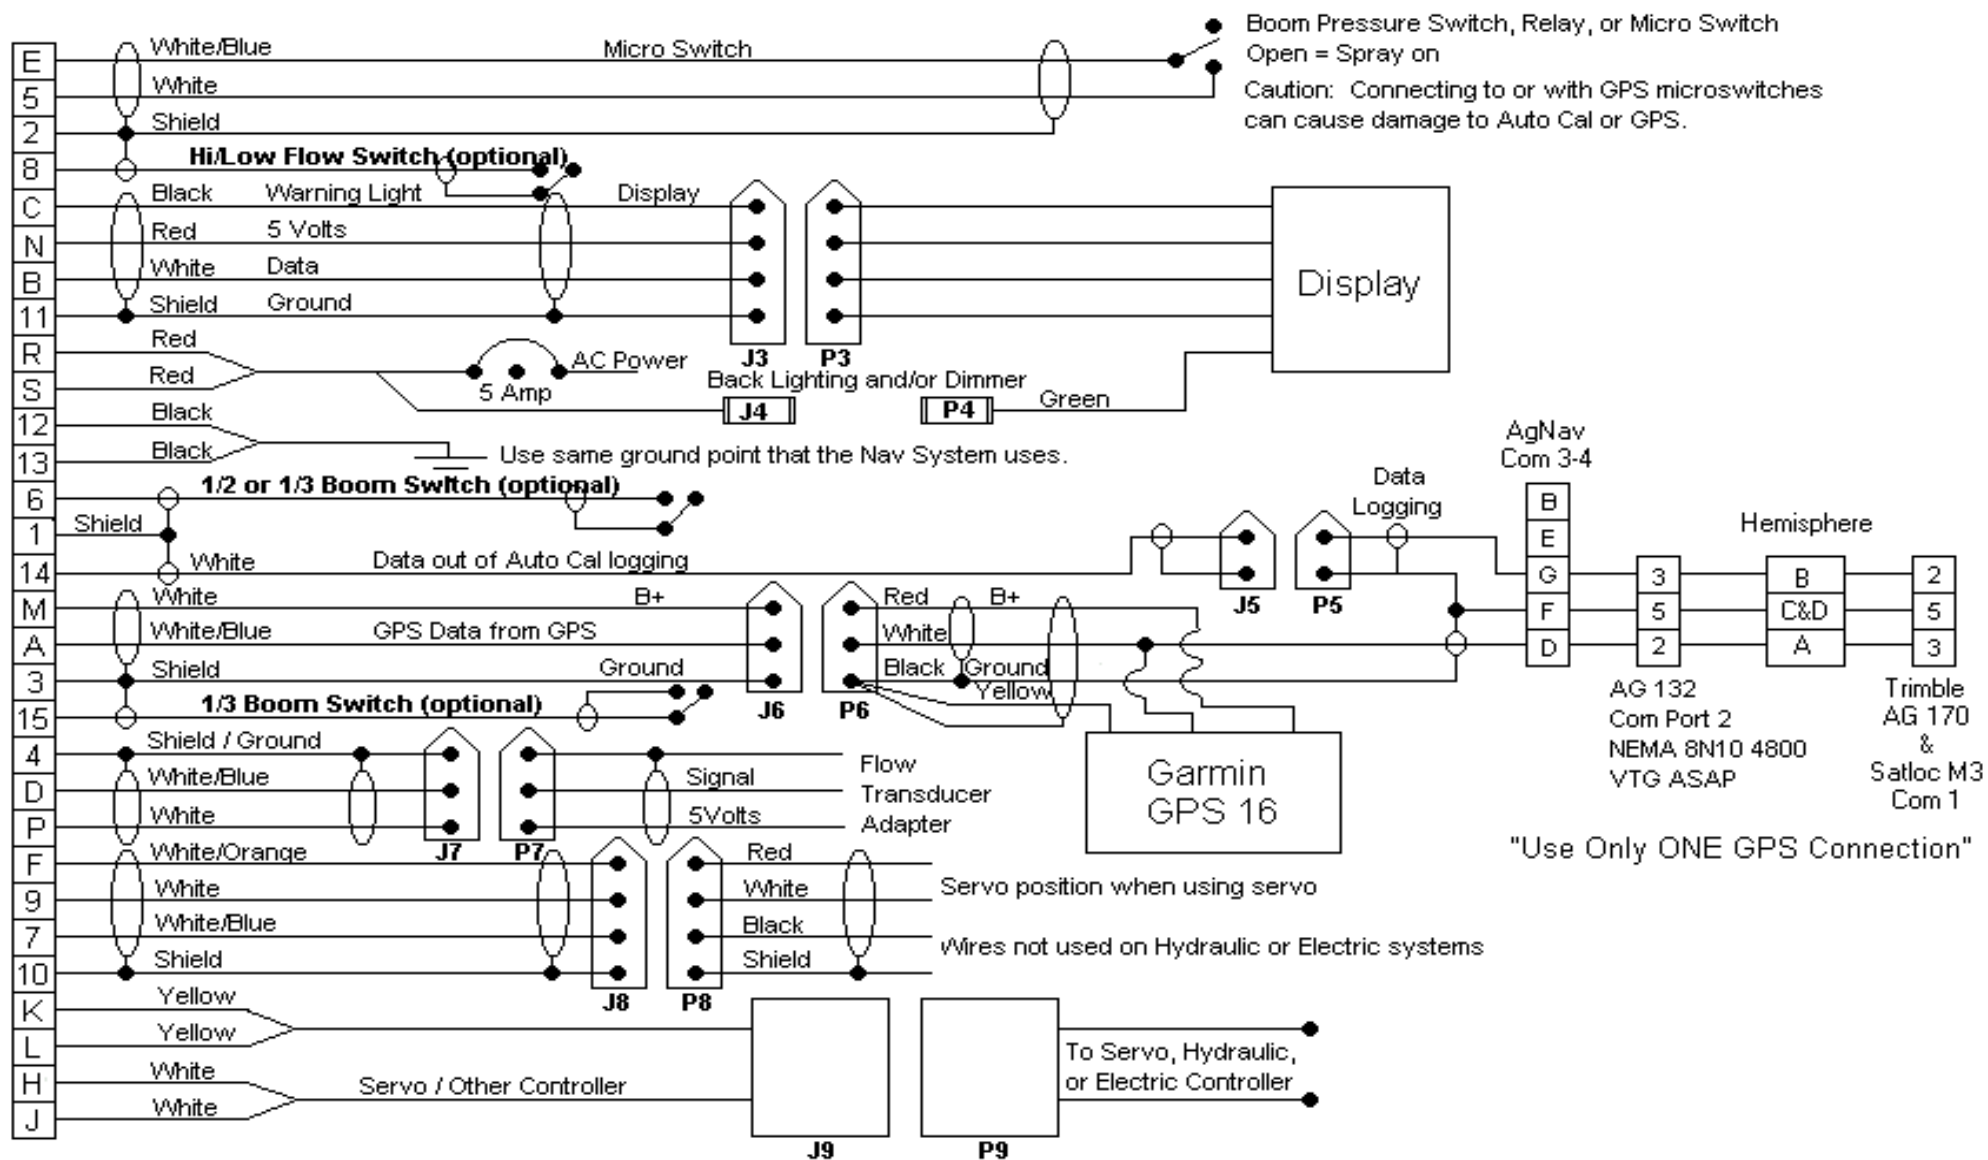 Boom Pressure Switch, Relay, or Micro Switch
Open = Spray on
Caution: Connecting to or with GPS microswitches
can cause damage to Auto Cal or GPS.
E
White/Blue
Micro Switch
5
White
2
Shield
8
Hi/Low Flow Switch (optional)
C
Black
Warning Light
Display
N
Red
5 Volts
B
White
Data
11
Shield
Ground
J3
P3
Display
R
Red
S
Red
5 Amp
AC Power
Back Lighting and/or Dimmer
J4
P4
Green
12
Black
13
Black
Use same ground point that the Nav System uses.
6
1/2 or 1/3 Boom Switch (optional)
1
Shield
14
White
Data out of Auto Cal logging
J5
P5
Data
Logging
AgNav
Com 3-4
B
E
G
F
D
3
5
2
Hemisphere
B
C&D
A
2
5
3
AG 132
Com Port 2
NEMA 8N10 4800
VTG ASAP
Trimble
AG 170
&
Satloc M3
Com 1
"Use Only ONE GPS Connection"
M
White
B+
A
White/Blue
GPS Data from GPS
3
Shield
Ground
J6
P6
Red
B+
White
Black
Ground
Yellow
Garmin
GPS 16
15
1/3 Boom Switch (optional)
4
Shield / Ground
D
White/Blue
P
White
J7
P7
Signal
5Volts
Flow
Transducer
Adapter
F
White/Orange
9
White
7
White/Blue
10
Shield
J8
P8
Red
White
Black
Shield
Servo position when using servo
Wires not used on Hydraulic or Electric systems
K
Yellow
L
Yellow
H
White
J
White
Servo / Other Controller
J9
P9
To Servo, Hydraulic,
or Electric Controller